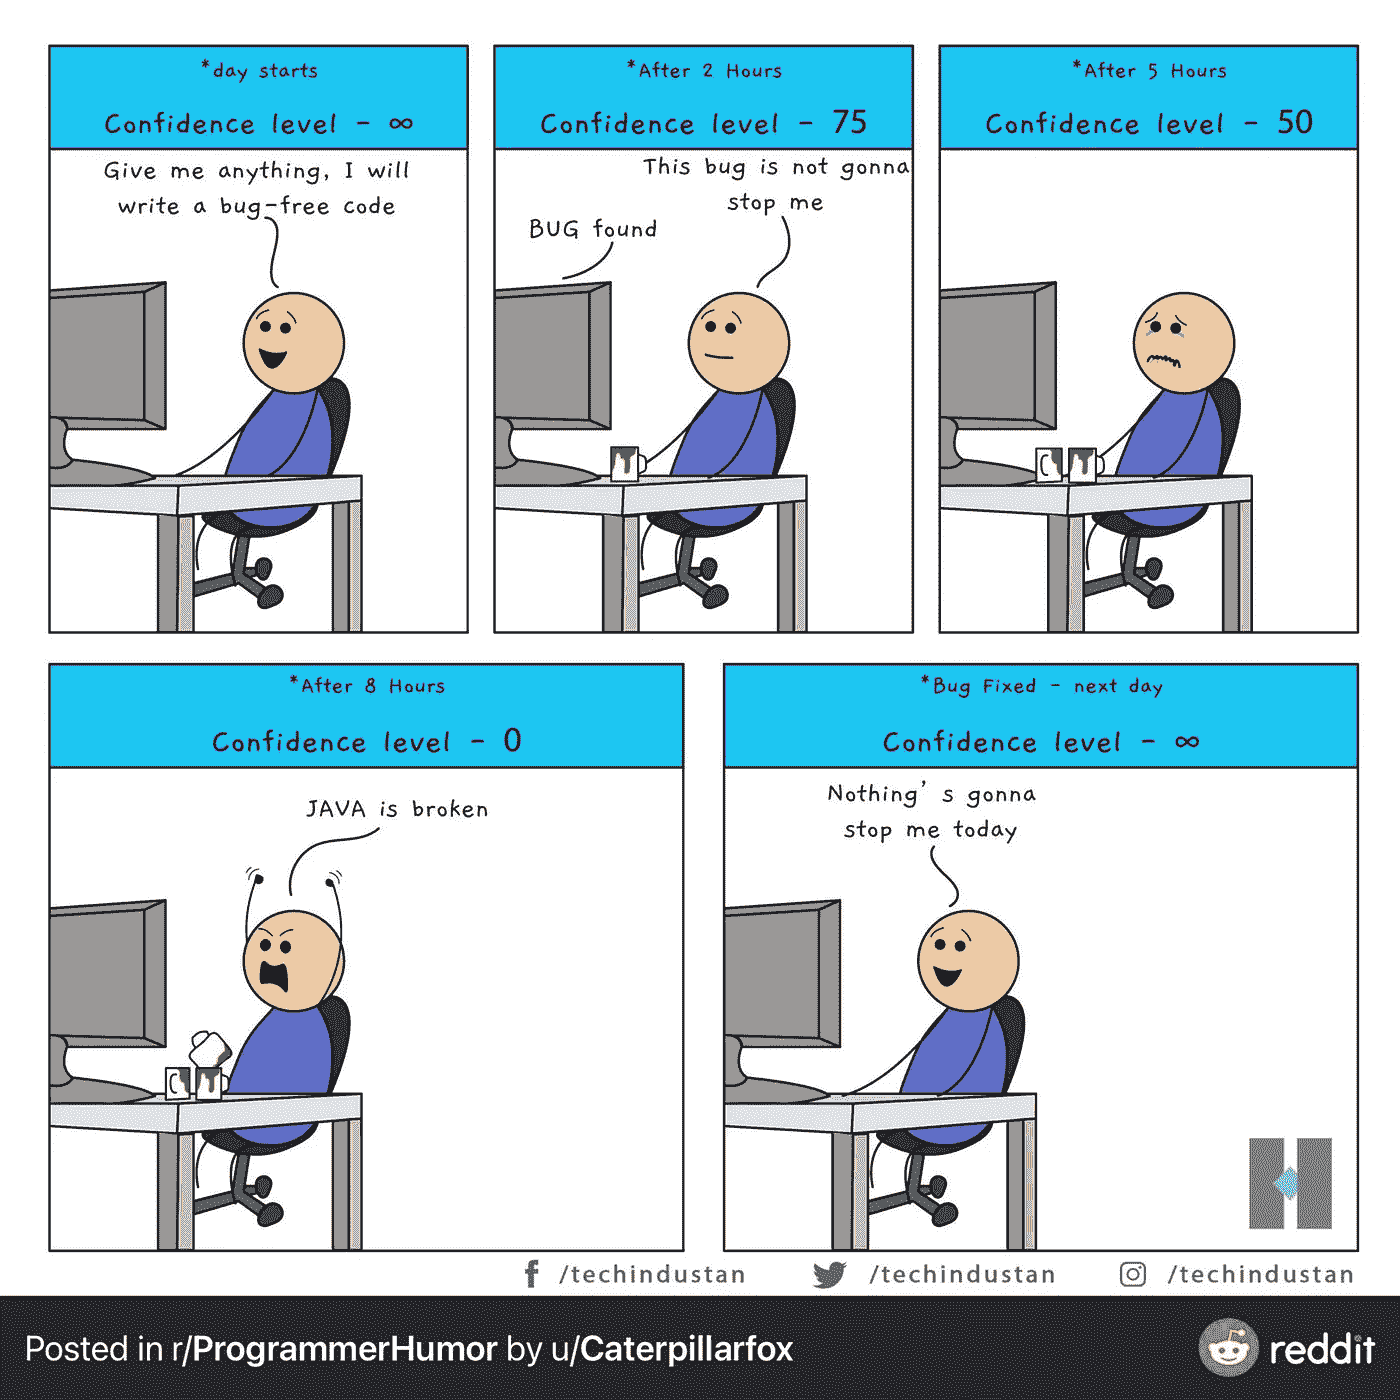 *day starts
Confidence level - ∞
Give me anything, I will
write a bug-free code
*After 2 Hours
Confidence level - 75
This bug is not gonna
stop me
BUG found
*After 5 Hours
Confidence level - 50
*After 8 Hours
Confidence level - 0
JAVA is broken
*Bug Fixed - next day
Confidence level - ∞
Nothing's gonna
stop me today
/techindustan /techindustan /techindustan
Posted in r/ProgrammerHumor by u/Caterpillarfox
reddit